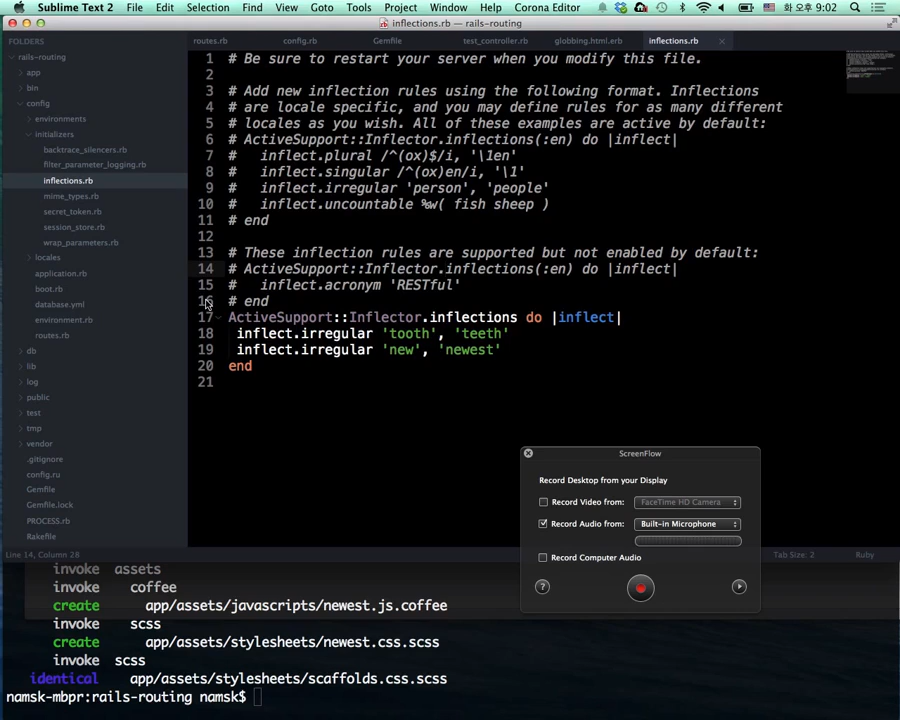 Sublime Text 2 File Edit Selection Find View Goto Tools Project Window Help Corona Editor 화 오후 9:02
inflections.rb — rails-routing
FOLDERS
rails-routing
app
bin
config
environments
initializers
backtrace_silencers.rb
filter_parameter_logging.rb
inflections.rb
mime_types.rb
secret_token.rb
session_store.rb
wrap_parameters.rb
locales
application.rb
boot.rb
database.yml
environment.rb
routes.rb
db
lib
log
public
test
tmp
vendor
.gitignore
config.ru
Gemfile
Gemfile.lock
PROCESS.rb
Rakefile
routes.rb config.rb Gemfile test_controller.rb globbing.html.erb inflections.rb
1 # Be sure to restart your server when you modify this file.
2
3 # Add new inflection rules using the following format. Inflections
4 # are locale specific, and you may define rules for as many different
5 # locales as you wish. All of these examples are active by default:
6 # ActiveSupport::Inflector.inflections(:en) do |inflect|
7 #   inflect.plural /^(ox)$/i, '\1en'
8 #   inflect.singular /^(ox)en/i, '\1'
9 #   inflect.irregular 'person', 'people'
10 #   inflect.uncountable %w( fish sheep )
11 # end
12
13 # These inflection rules are supported but not enabled by default:
14 # ActiveSupport::Inflector.inflections(:en) do |inflect|
15 #   inflect.acronym 'RESTful'
16 # end
17 ActiveSupport::Inflector.inflections do |inflect|
18  inflect.irregular 'tooth', 'teeth'
19  inflect.irregular 'new', 'newest'
20 end
21
ScreenFlow
Record Desktop from your Display
Record Video from: FaceTime HD Camera
Record Audio from: Built-in Microphone
Record Computer Audio
?
Line 14, Column 28 Tab Size: 2 Ruby
invoke  assets
invoke    coffee
create      app/assets/javascripts/newest.js.coffee
invoke    scss
create      app/assets/stylesheets/newest.css.scss
invoke  scss
identical    app/assets/stylesheets/scaffolds.css.scss
namsk-mbpr:rails-routing namsk$